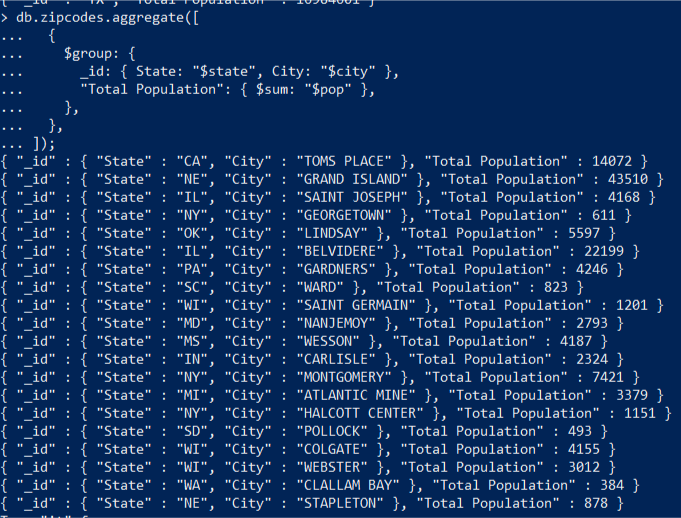 > db.zipcodes.aggregate([
... {
... $group: {
... _id: { State: "$state", City: "$city" },
... "Total Population": { $sum: "$pop" },
... },
... },
... ]);
{ "_id" : { "State" : "CA", "City" : "TOMS PLACE" }, "Total Population" : 14072 }
{ "_id" : { "State" : "NE", "City" : "GRAND ISLAND" }, "Total Population" : 43510 }
{ "_id" : { "State" : "IL", "City" : "SAINT JOSEPH" }, "Total Population" : 4168 }
{ "_id" : { "State" : "NY", "City" : "GEORGETOWN" }, "Total Population" : 611 }
{ "_id" : { "State" : "OK", "City" : "LINDSAY" }, "Total Population" : 5597 }
{ "_id" : { "State" : "IL", "City" : "BELVIDERE" }, "Total Population" : 22199 }
{ "_id" : { "State" : "PA", "City" : "GARDNERS" }, "Total Population" : 4246 }
{ "_id" : { "State" : "SC", "City" : "WARD" }, "Total Population" : 823 }
{ "_id" : { "State" : "WI", "City" : "SAINT GERMAIN" }, "Total Population" : 1201 }
{ "_id" : { "State" : "MD", "City" : "NANJEMOY" }, "Total Population" : 2793 }
{ "_id" : { "State" : "MS", "City" : "WESSON" }, "Total Population" : 4187 }
{ "_id" : { "State" : "IN", "City" : "CARLISLE" }, "Total Population" : 2324 }
{ "_id" : { "State" : "NY", "City" : "MONTGOMERY" }, "Total Population" : 7421 }
{ "_id" : { "State" : "MI", "City" : "ATLANTIC MINE" }, "Total Population" : 3379 }
{ "_id" : { "State" : "NY", "City" : "HALCOTT CENTER" }, "Total Population" : 1151 }
{ "_id" : { "State" : "SD", "City" : "POLLOCK" }, "Total Population" : 493 }
{ "_id" : { "State" : "WI", "City" : "COLGATE" }, "Total Population" : 4155 }
{ "_id" : { "State" : "WI", "City" : "WEBSTER" }, "Total Population" : 3012 }
{ "_id" : { "State" : "WA", "City" : "CLALLAM BAY" }, "Total Population" : 384 }
{ "_id" : { "State" : "NE", "City" : "STAPLETON" }, "Total Population" : 878 }